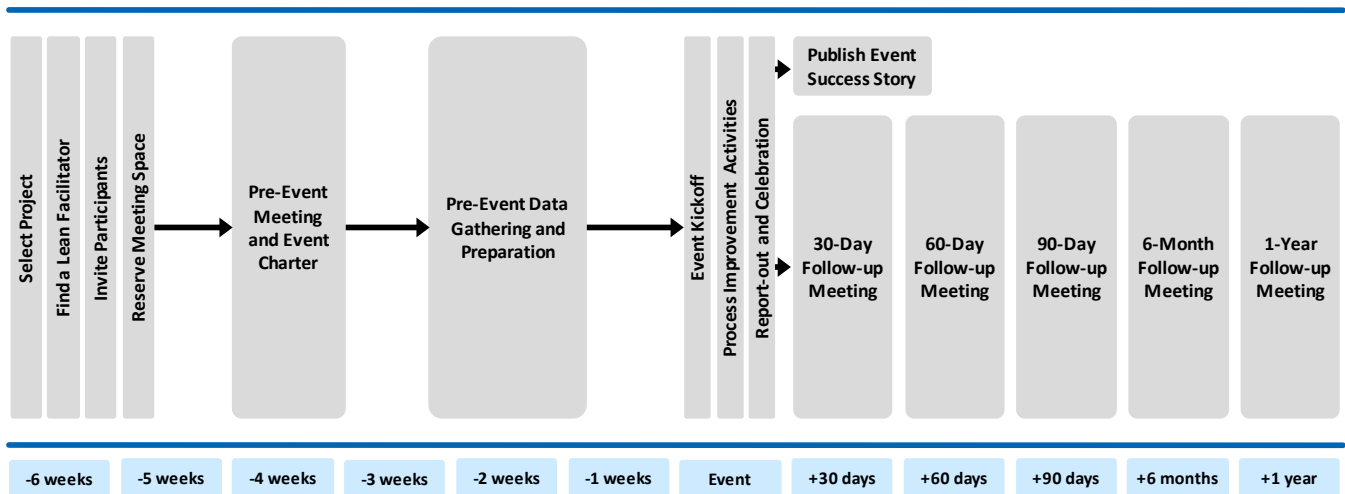 Select Project
Find a Lean Facilitator
Invite Participants
Reserve Meeting Space
Pre-Event
Meeting
and Event
Charter
Pre-Event Data
Gathering and
Preparation
Event Kickoff
Process Improvement Activities
Report-out and Celebration
Publish Event
Success Story
30-Day
Follow-up
Meeting
60-Day
Follow-up
Meeting
90-Day
Follow-up
Meeting
6-Month
Follow-up
Meeting
1-Year
Follow-up
Meeting
-6 weeks
-5 weeks
-4 weeks
-3 weeks
-2 weeks
-1 weeks
Event
+30 days
+60 days
+90 days
+6 months
+1 year